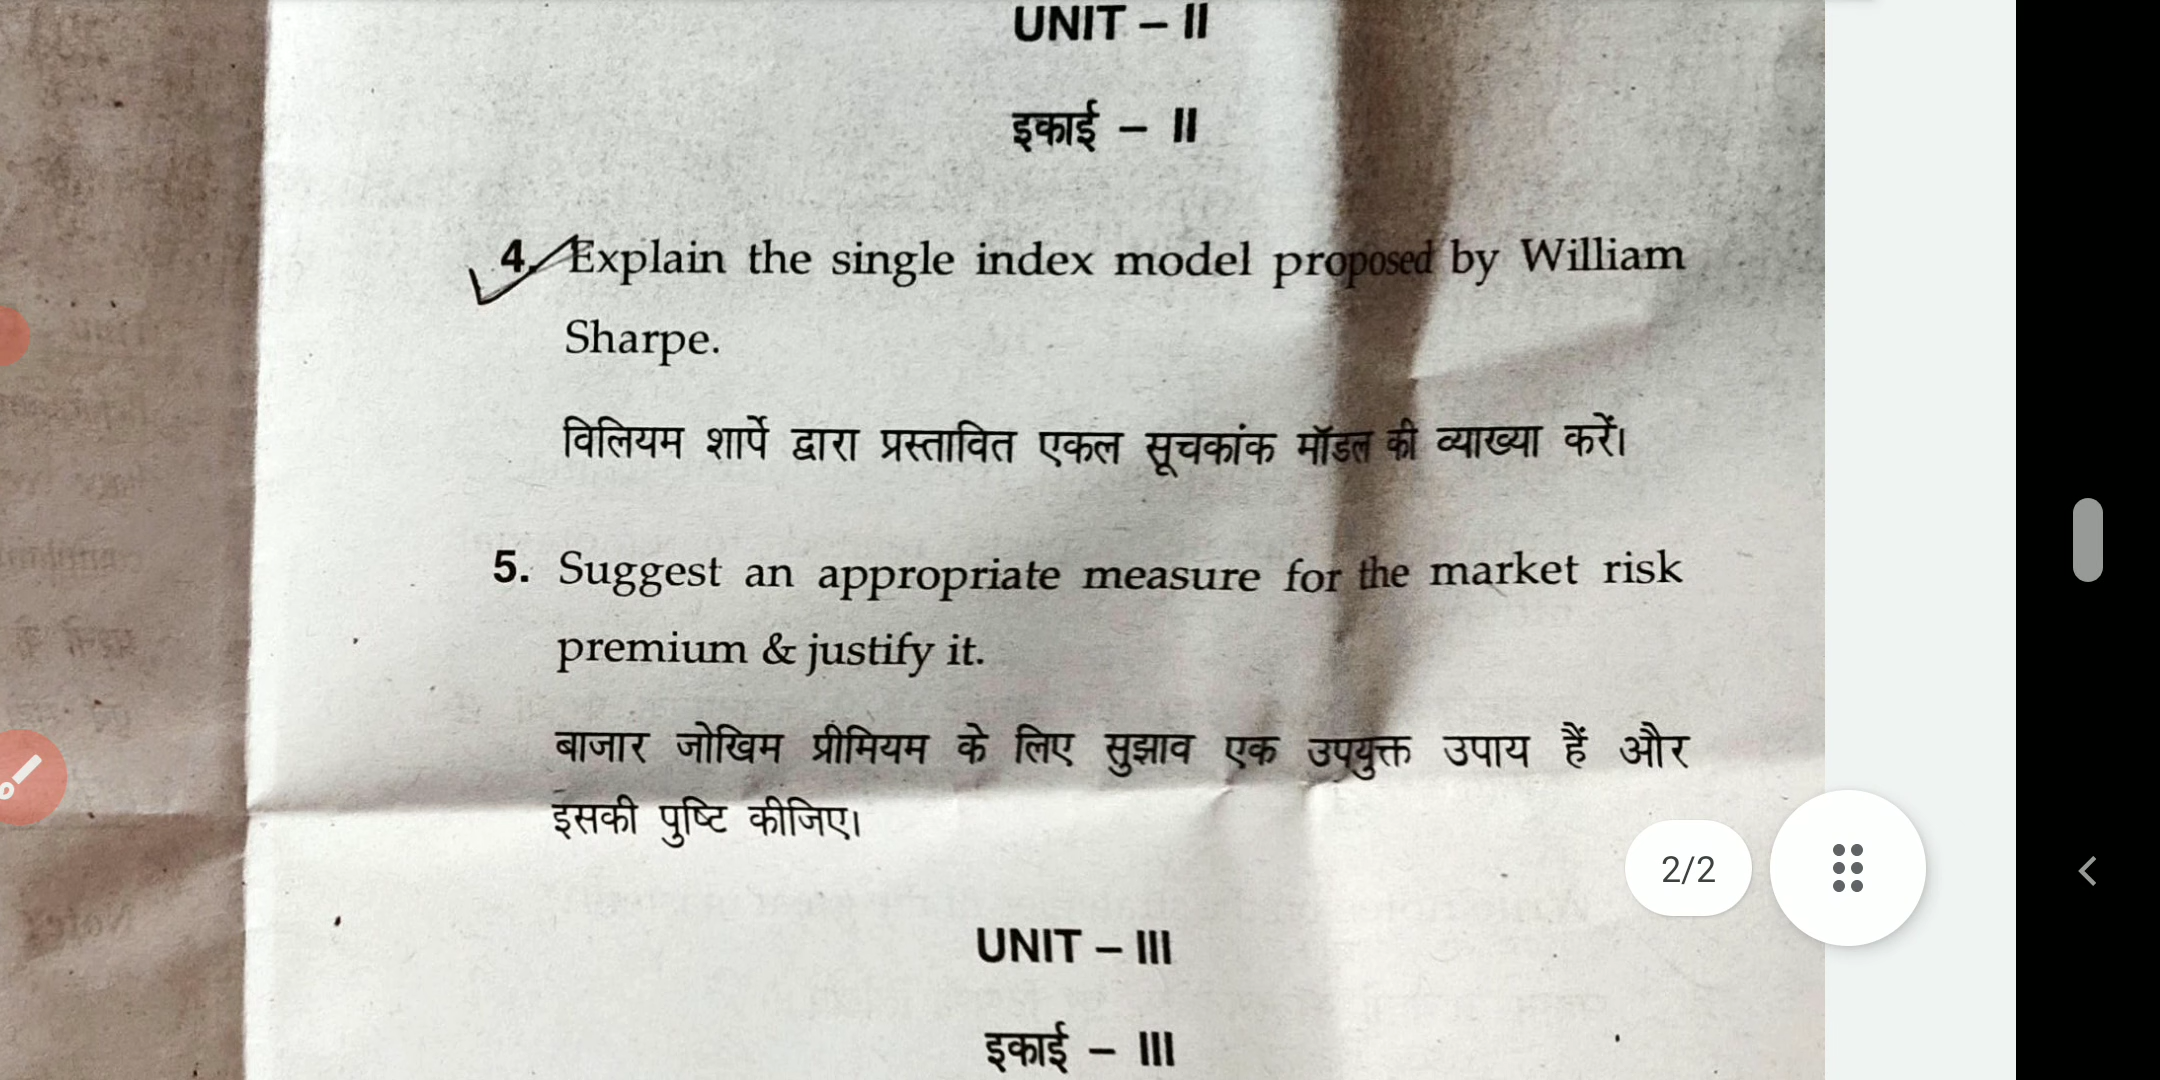 UNIT – II
इकाई – II
4. Explain the single index model proposed by William
Sharpe.
विलियम शार्पे द्वारा प्रस्तावित एकल सूचकांक मॉडल की व्याख्या करें।
5. Suggest an appropriate measure for the market risk
premium & justify it.
बाजार जोखिम प्रीमियम के लिए सुझाव एक उपयुक्त उपाय हैं और
इसकी पुष्टि कीजिए।
2/2
UNIT – III
इकाई – III